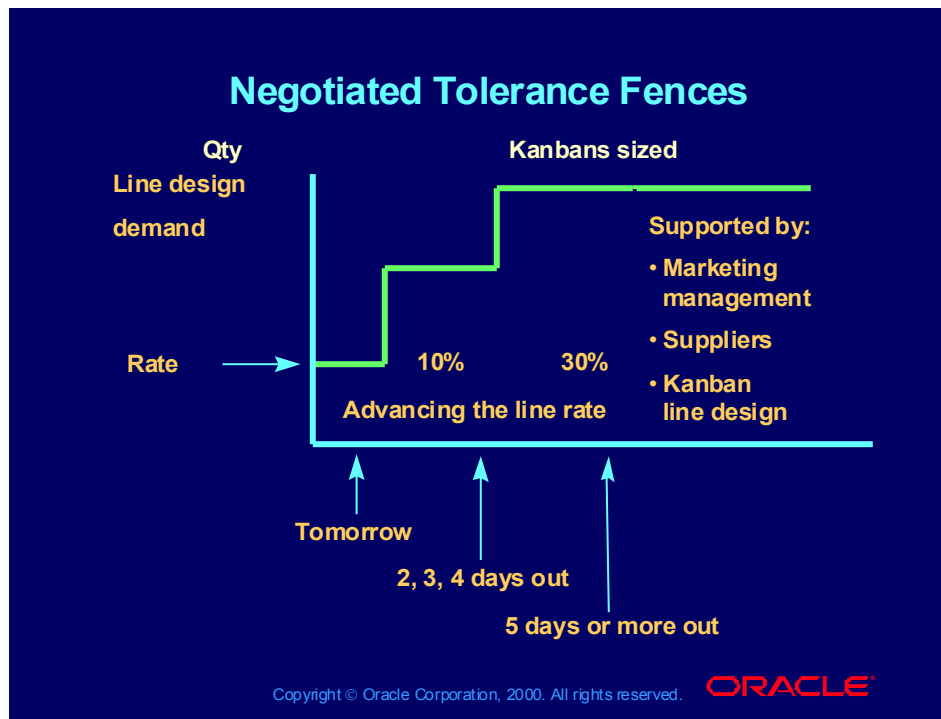 Negotiated Tolerance Fences
Qty
Kanbans sized
Line design
demand
Supported by:
• Marketing
management
• Suppliers
• Kanban
line design
Rate
10%
30%
Advancing the line rate
Tomorrow
2, 3, 4 days out
5 days or more out
Copyright © Oracle Corporation, 2000. All rights reserved.
ORACLE®